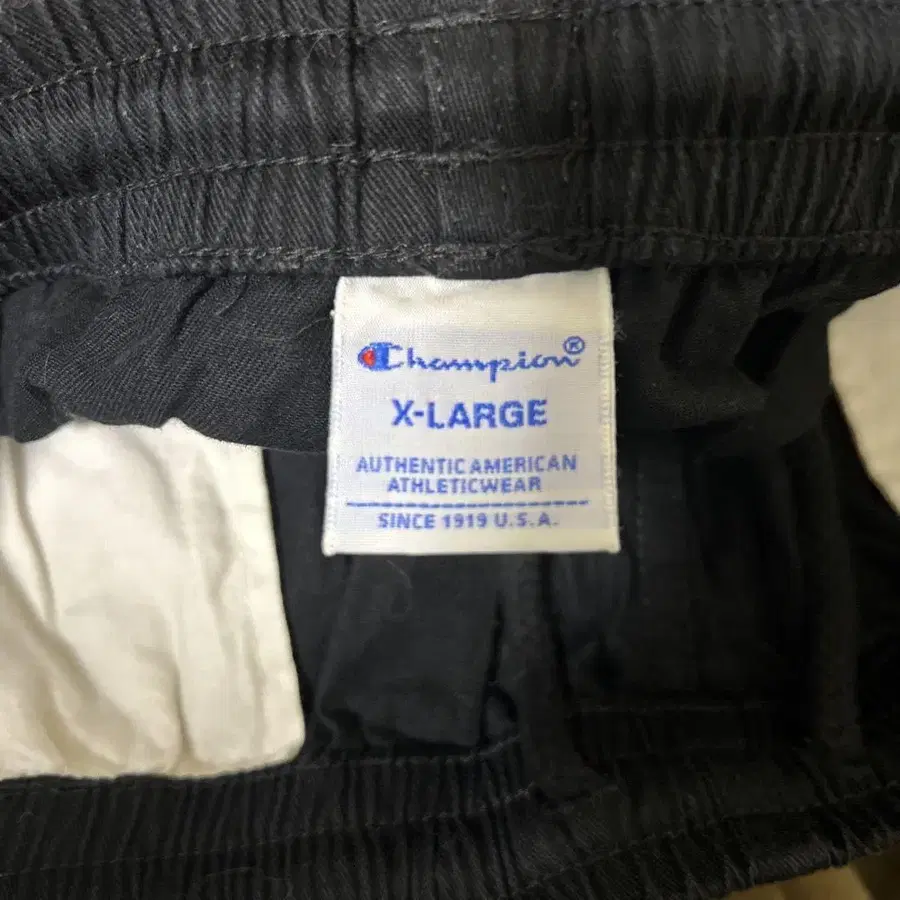 Champion®
X-LARGE
AUTHENTIC AMERICAN
ATHLETICWEAR
SINCE 1919 U.S.A.